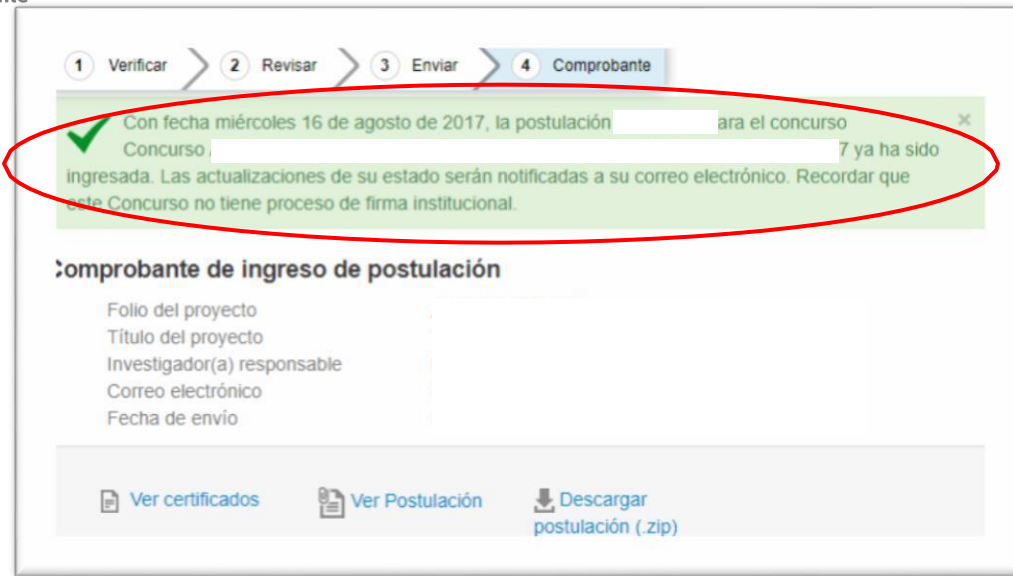 1 Verificar 2 Revisar 3 Enviar 4 Comprobante
Con fecha miércoles 16 de agosto de 2017, la postulación ara el concurso ×
Concurso 7 ya ha sido
ingresada. Las actualizaciones de su estado serán notificadas a su correo electrónico. Recordar que
este Concurso no tiene proceso de firma institucional.
Comprobante de ingreso de postulación
Folio del proyecto
Título del proyecto
Investigador(a) responsable
Correo electrónico
Fecha de envío
Ver certificados Ver Postulación Descargar
postulación (.zip)